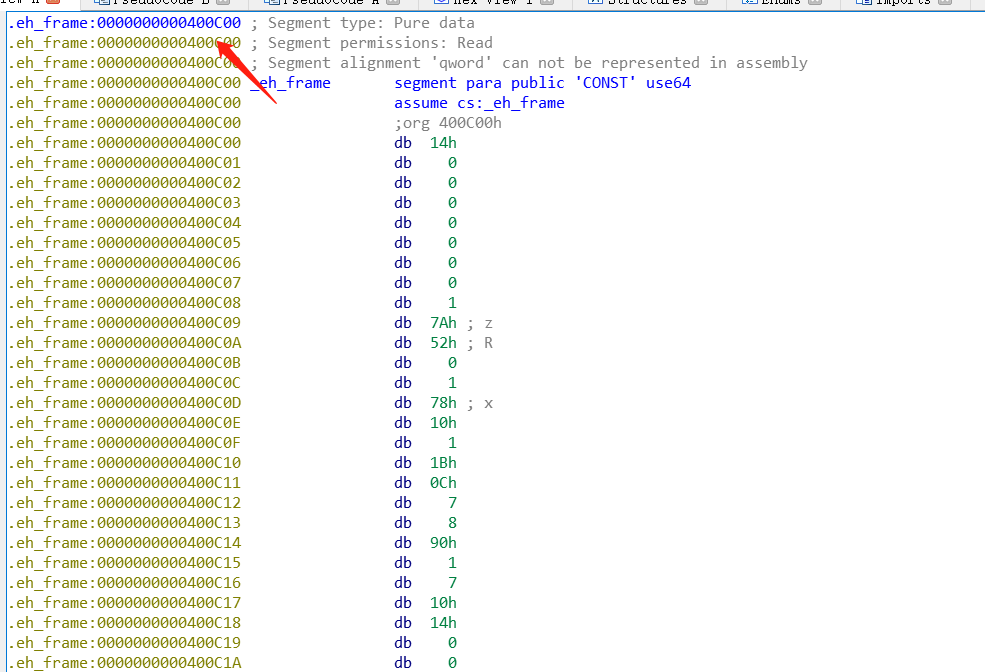 Pseudocode B Pseudocode A Hex View 1 Structures Enums Imports
.eh_frame:0000000000400C00 ; Segment type: Pure data
.eh_frame:0000000000400C00 ; Segment permissions: Read
.eh_frame:0000000000400C00 ; Segment alignment 'qword' can not be represented in assembly
.eh_frame:0000000000400C00 _eh_frame segment para public 'CONST' use64
.eh_frame:0000000000400C00 assume cs:_eh_frame
.eh_frame:0000000000400C00 ;org 400C00h
.eh_frame:0000000000400C00 db 14h
.eh_frame:0000000000400C01 db 0
.eh_frame:0000000000400C02 db 0
.eh_frame:0000000000400C03 db 0
.eh_frame:0000000000400C04 db 0
.eh_frame:0000000000400C05 db 0
.eh_frame:0000000000400C06 db 0
.eh_frame:0000000000400C07 db 0
.eh_frame:0000000000400C08 db 1
.eh_frame:0000000000400C09 db 7Ah ; z
.eh_frame:0000000000400C0A db 52h ; R
.eh_frame:0000000000400C0B db 0
.eh_frame:0000000000400C0C db 1
.eh_frame:0000000000400C0D db 78h ; x
.eh_frame:0000000000400C0E db 10h
.eh_frame:0000000000400C0F db 1
.eh_frame:0000000000400C10 db 1Bh
.eh_frame:0000000000400C11 db 0Ch
.eh_frame:0000000000400C12 db 7
.eh_frame:0000000000400C13 db 8
.eh_frame:0000000000400C14 db 90h
.eh_frame:0000000000400C15 db 1
.eh_frame:0000000000400C16 db 7
.eh_frame:0000000000400C17 db 10h
.eh_frame:0000000000400C18 db 14h
.eh_frame:0000000000400C19 db 0
.eh_frame:0000000000400C1A db 0